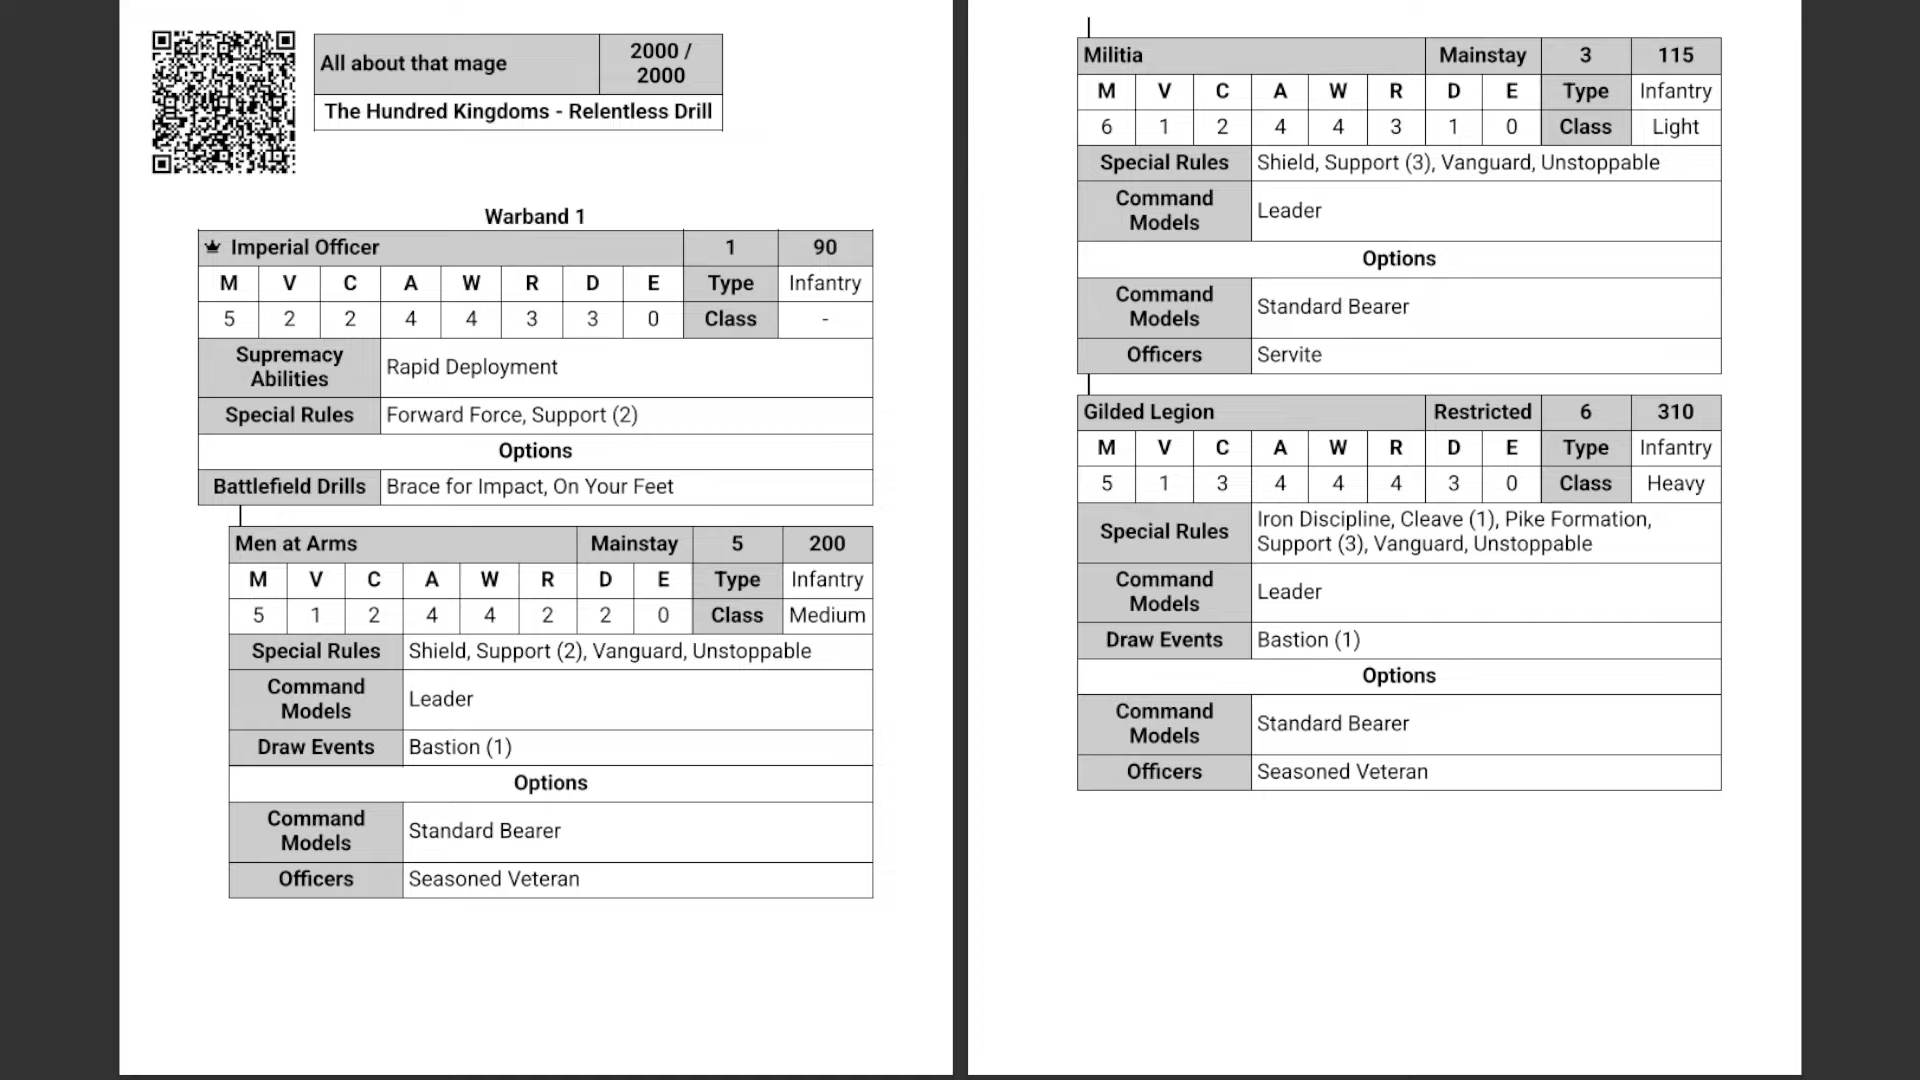 All about that mage
2000 /
2000
The Hundred Kingdoms - Relentless Drill
Warband 1
Imperial Officer 1 90
M V C A W R D E Type Infantry
5 2 2 4 4 3 3 0 Class -
Supremacy
Abilities
Rapid Deployment
Special Rules Forward Force, Support (2)
Options
Battlefield Drills Brace for Impact, On Your Feet
Men at Arms Mainstay 5 200
M V C A W R D E Type Infantry
5 1 2 4 4 2 2 0 Class Medium
Special Rules Shield, Support (2), Vanguard, Unstoppable
Command
Models
Leader
Draw Events Bastion (1)
Options
Command
Models
Standard Bearer
Officers Seasoned Veteran
Militia Mainstay 3 115
M V C A W R D E Type Infantry
6 1 2 4 4 3 1 0 Class Light
Special Rules Shield, Support (3), Vanguard, Unstoppable
Command
Models
Leader
Options
Command
Models
Standard Bearer
Officers Servite
Gilded Legion Restricted 6 310
M V C A W R D E Type Infantry
5 1 3 4 4 4 3 0 Class Heavy
Special Rules
Iron Discipline, Cleave (1), Pike Formation,
Support (3), Vanguard, Unstoppable
Command
Models
Leader
Draw Events Bastion (1)
Options
Command
Models
Standard Bearer
Officers Seasoned Veteran